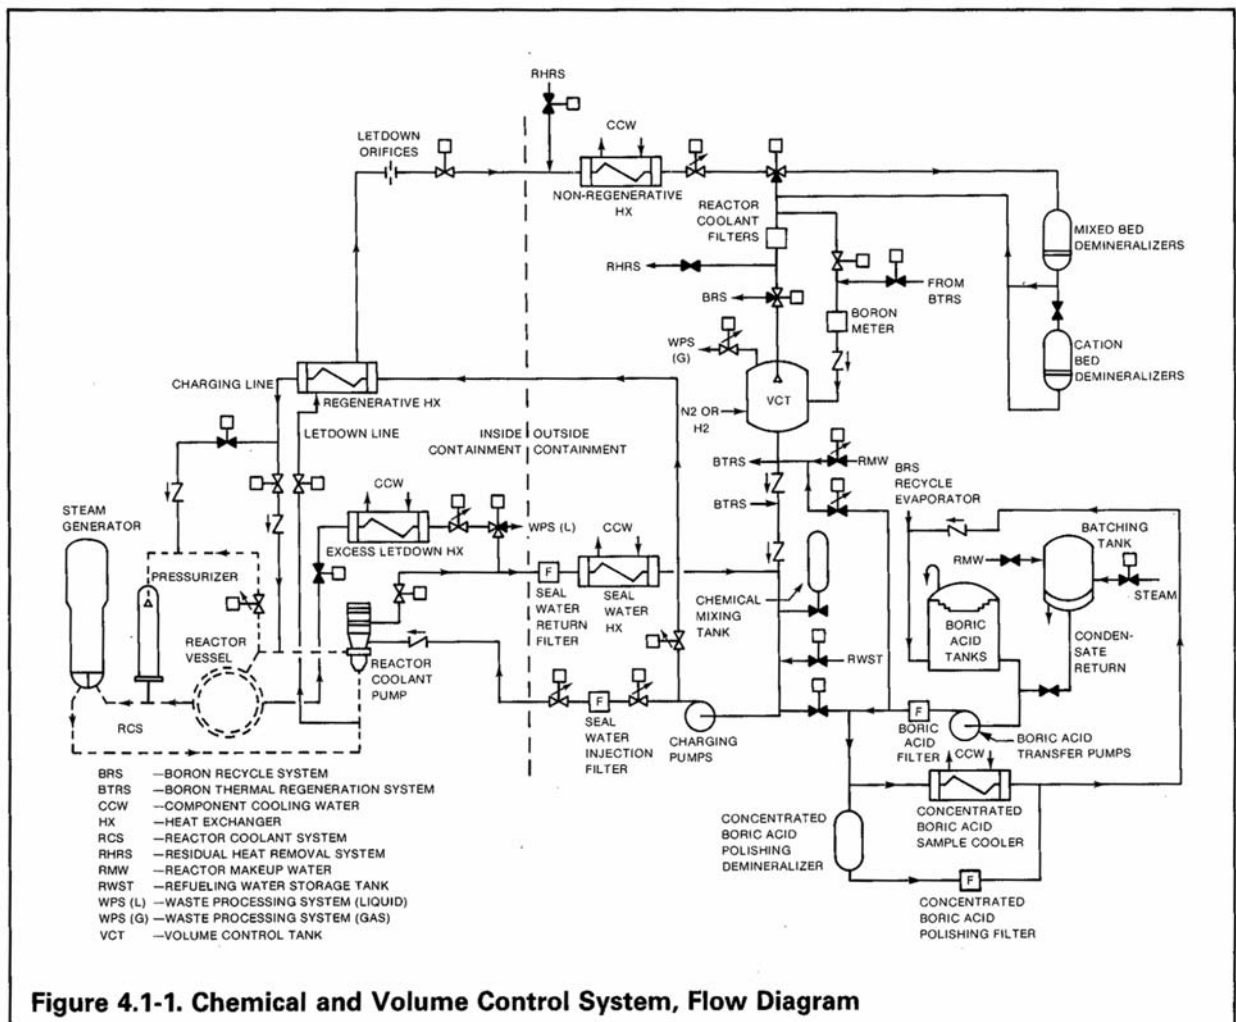 RHRS
CCW
LETDOWN
ORIFICES
NON-REGENERATIVE
HX
REACTOR
COOLANT
FILTERS
MIXED BED
DEMINERALIZERS
RHRS
FROM
BTRS
BRS
BORON
METER
WPS
(G)
CATION
BED
DEMINERALIZERS
CHARGING LINE
REGENERATIVE HX
VCT
N2 OR
H2
LETDOWN LINE
INSIDE
CONTAINMENT
OUTSIDE
CONTAINMENT
BTRS
RMW
BRS
RECYCLE
EVAPORATOR
CCW
BTRS
BATCHING
TANK
STEAM
GENERATOR
WPS (L)
CCW
EXCESS LETDOWN HX
RMW
PRESSURIZER
F
STEAM
SEAL
WATER
RETURN
FILTER
SEAL
WATER
HX
CHEMICAL
MIXING
TANK
BORIC
ACID
TANKS
CONDEN-
SATE
RETURN
REACTOR
VESSEL
REACTOR
COOLANT
PUMP
RWST
RCS
F
SEAL
WATER
INJECTION
FILTER
CHARGING
PUMPS
F
BORIC
ACID
FILTER
BORIC ACID
TRANSFER PUMPS
CCW
CONCENTRATED
BORIC ACID
SAMPLE COOLER
CONCENTRATED
BORIC ACID
POLISHING
DEMINERALIZER
F
CONCENTRATED
BORIC ACID
POLISHING FILTER
BRS —BORON RECYCLE SYSTEM
BTRS —BORON THERMAL REGENERATION SYSTEM
CCW —COMPONENT COOLING WATER
HX —HEAT EXCHANGER
RCS —REACTOR COOLANT SYSTEM
RHRS —RESIDUAL HEAT REMOVAL SYSTEM
RMW —REACTOR MAKEUP WATER
RWST —REFUELING WATER STORAGE TANK
WPS (L) —WASTE PROCESSING SYSTEM (LIQUID)
WPS (G) —WASTE PROCESSING SYSTEM (GAS)
VCT —VOLUME CONTROL TANK
Figure 4.1-1. Chemical and Volume Control System, Flow Diagram